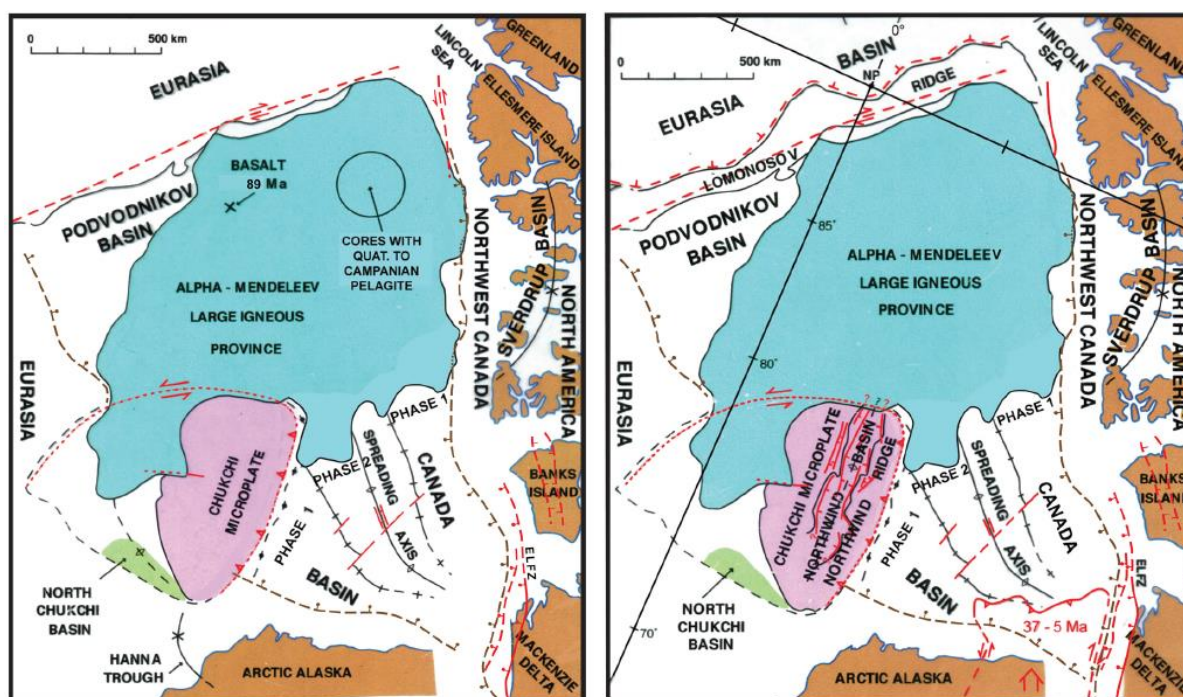 0
500 km
EURASIA
LINCOLN
SEA
GREENLAND
ELLESMERE ISLAND
BASALT
89 Ma
PODVODNIKOV
BASIN
CORES WITH
QUAT. TO
CAMPANIAN
PELAGITE
ALPHA - MENDELEEV
LARGE IGNEOUS
PROVINCE
NORTHWEST CANADA
SVERDRUP BASIN
NORTH AMERICA
EURASIA
PHASE 1
CHUKCHI
MICROPLATE
PHASE 2
SPREADING
AXIS
CANADA
BANKS
ISLAND
PHASE 1
BASIN
ELFZ
NORTH
CHUKCHI
BASIN
HANNA
TROUGH
ARCTIC ALASKA
MACKENZIE
DELTA
0
500 km
0°
BASIN
NP
RIDGE
EURASIA
LINCOLN
SEA
GREENLAND
ELLESMERE ISLAND
LOMONOSO V
PODVODNIKOV
BASIN
85°
ALPHA - MENDELEEV
LARGE IGNEOUS
PROVINCE
NORTHWEST CANADA
SVERDRUP BASIN
NORTH AMERICA
80°
EURASIA
? ? ?
PHASE 1
CHUKCHI MICROPLATE
NORTHWIND BASIN
NORTHWIND RIDGE
PHASE 2
SPREADING
AXIS
CANADA
BANKS
ISLAND
PHASE 1
BASIN
ELFZ
NORTH
CHUKCHI
BASIN
37 - 5 Ma
70°
ARCTIC ALASKA
MACKENZIE
DELTA